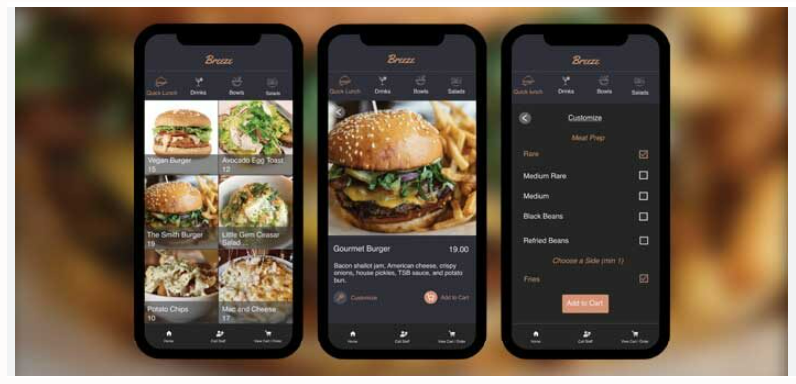 Breeze
Quick Lunch
Drinks
Bowls
Salads
Vegan Burger
15
Avocado Egg Toast
12
The Smith Burger
19
Little Gem Ceasar
Salad ...
Potato Chips
10
Mac and Cheese
17
Home
Call Staff
View Cart / Order
Breeze
Quick Lunch
Drinks
Bowls
Salads
Gourmet Burger 19.00
Bacon shallot jam, American cheese, crispy
onions, house pickles, TSB sauce, and potato
bun.
Customize
Add to Cart
Home
Call Staff
View Cart / Order
Breeze
Quick lunch
Drinks
Bowls
Salads
Customize
Meat Prep
Rare
Medium Rare
Medium
Black Beans
Refried Beans
Choose a Side (min 1)
Fries
Add to Cart
Home
Call Staff
View Cart / Order